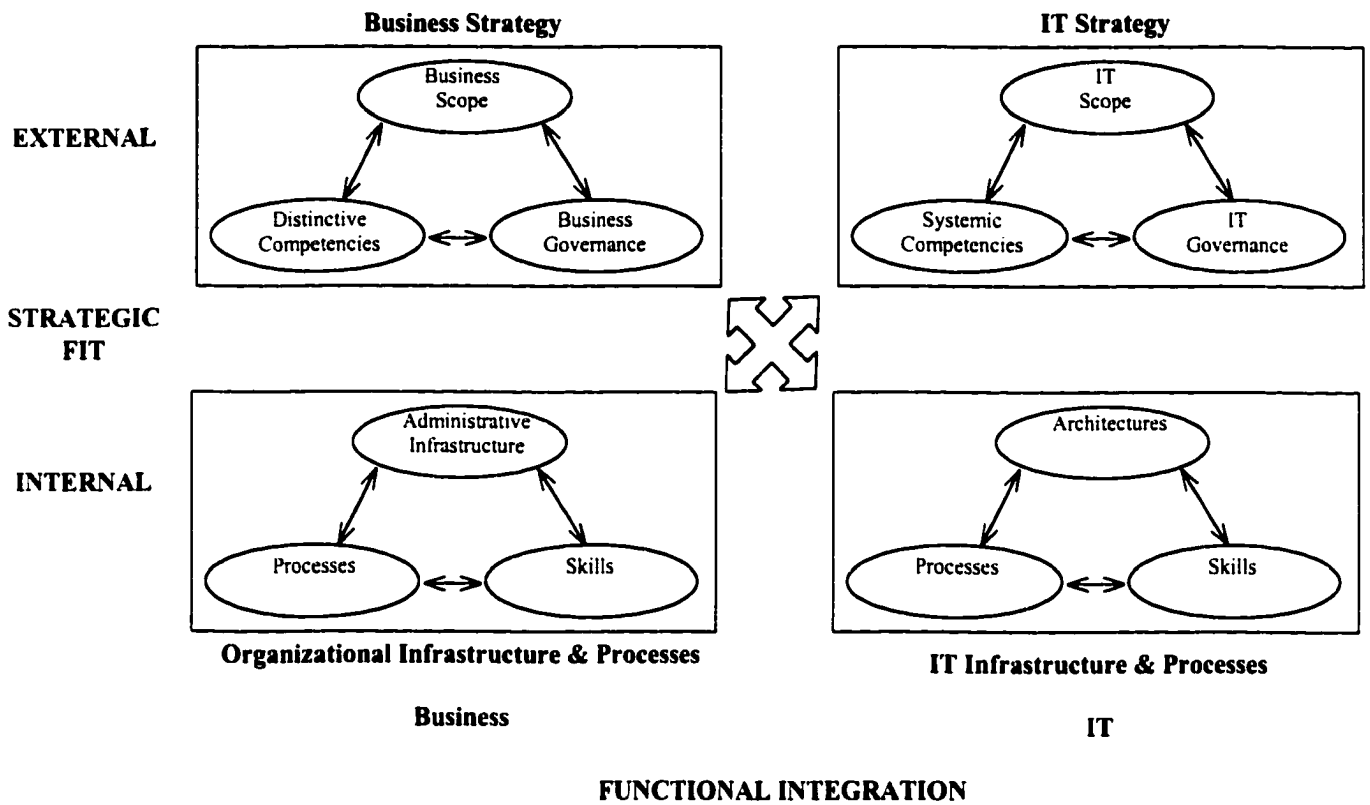 Business Strategy
IT Strategy
EXTERNAL
Business
Scope
Distinctive
Competencies
Business
Governance
IT
Scope
Systemic
Competencies
IT
Governance
STRATEGIC
FIT
INTERNAL
Administrative
Infrastructure
Processes
Skills
Architectures
Processes
Skills
Organizational Infrastructure & Processes
IT Infrastructure & Processes
Business
IT
FUNCTIONAL INTEGRATION